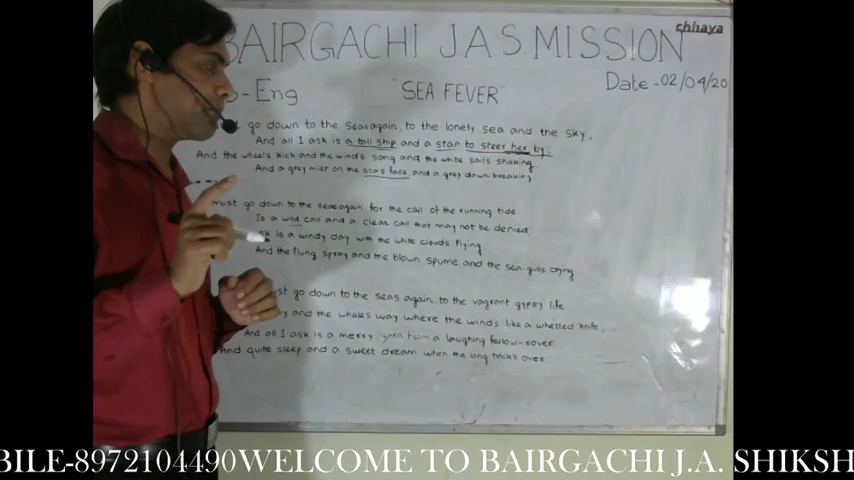 BAIRGACHI J.A.S. MISSION
chhaya
- Eng
"SEA FEVER"
Date - 02/04/20
go down to the seas again, to the lonely sea and the sky,
And all I ask is a tall ship and a star to steer her by,
And the wheel's kick and the wind's song and the white sails shaking,
And a grey mist on the sea's face, and a grey dawn breaking,
must go down to the seas again for the call of the running tide
Is a wild call and a clear call that may not be denied,
is a windy day with the white clouds flying
And the flung spray and the blown spume, and the sea-gulls crying
go down to the seas again, to the vagrant gypsy life
and the whale's way where the wind's like a whetted knife,
And all I ask is a merry yarn from a laughing fellow-rover
And quite sleep and a sweet dream when the long tricks over
BILE-8972104490WELCOME TO BAIRGACHI J.A. SHIKSH